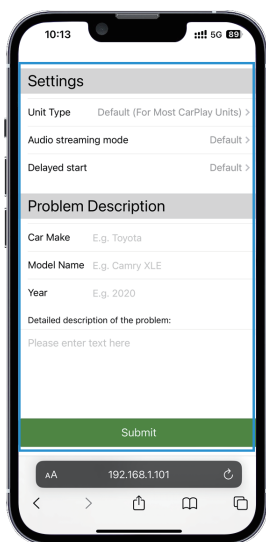 10:13 5G 89
Settings
Unit Type Default (For Most CarPlay Units) >
Audio streaming mode Default >
Delayed start Default >
Problem Description
Car Make E.g. Toyota
Model Name E.g. Camry XLE
Year E.g. 2020
Detailed description of the problem:
Please enter text here
Submit
AA 192.168.1.101